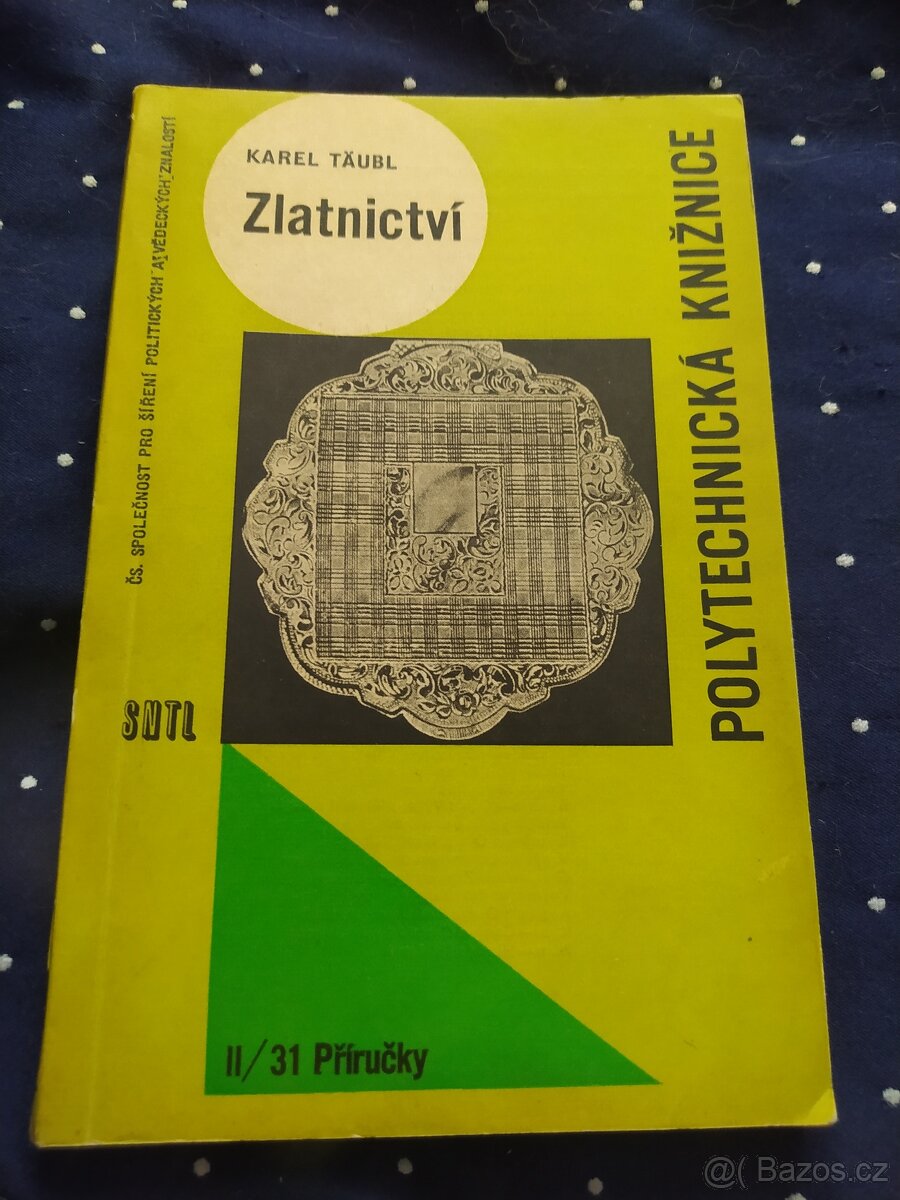 KAREL TÄUBL
Zlatnictví
ČS. SPOLEČNOST PRO ŠÍŘENÍ POLITICKÝCH A VĚDECKÝCH ZNALOSTÍ
POLYTECHNICKÁ KNIŽNICE
SNTL
II/31 Příručky
@( Bazos.cz